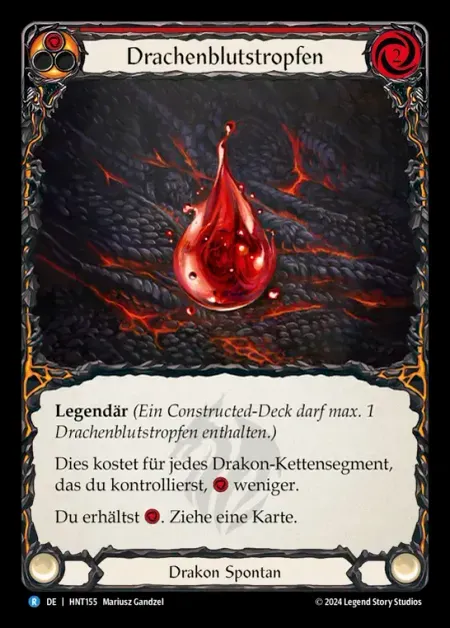 Drachenblutstropfen
2
Legendär (Ein Constructed-Deck darf max. 1
Drachenblutstropfen enthalten.)
Dies kostet für jedes Drakon-Kettensegment,
das du kontrollierst, weniger.
Du erhältst . Ziehe eine Karte.
Drakon Spontan
R DE | HNT155 Mariusz Gandzel
© 2024 Legend Story Studios